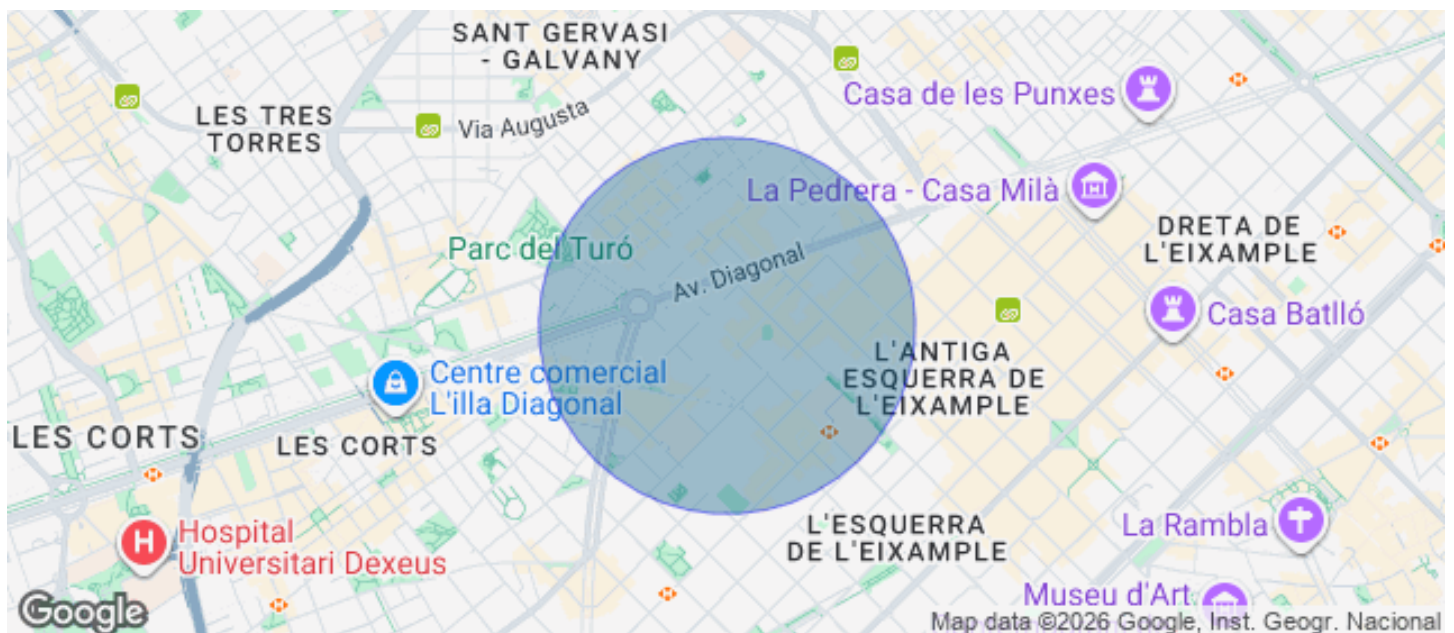 SANT GERVASI
- GALVANY
Casa de les Punxes
LES TRES
TORRES
Via Augusta
La Pedrera - Casa Milà
DRETA DE
L'EIXAMPLE
Parc del Turó
Av. Diagonal
Casa Batlló
L'ANTIGA
ESQUERRA DE
L'EIXAMPLE
Centre comercial
L'illa Diagonal
LES CORTS
LES CORTS
L'ESQUERRA
DE L'EIXAMPLE
La Rambla
H
Hospital
Universitari Dexeus
Museu d'Art
Google
Map data ©2026 Google, Inst. Geogr. Nacional